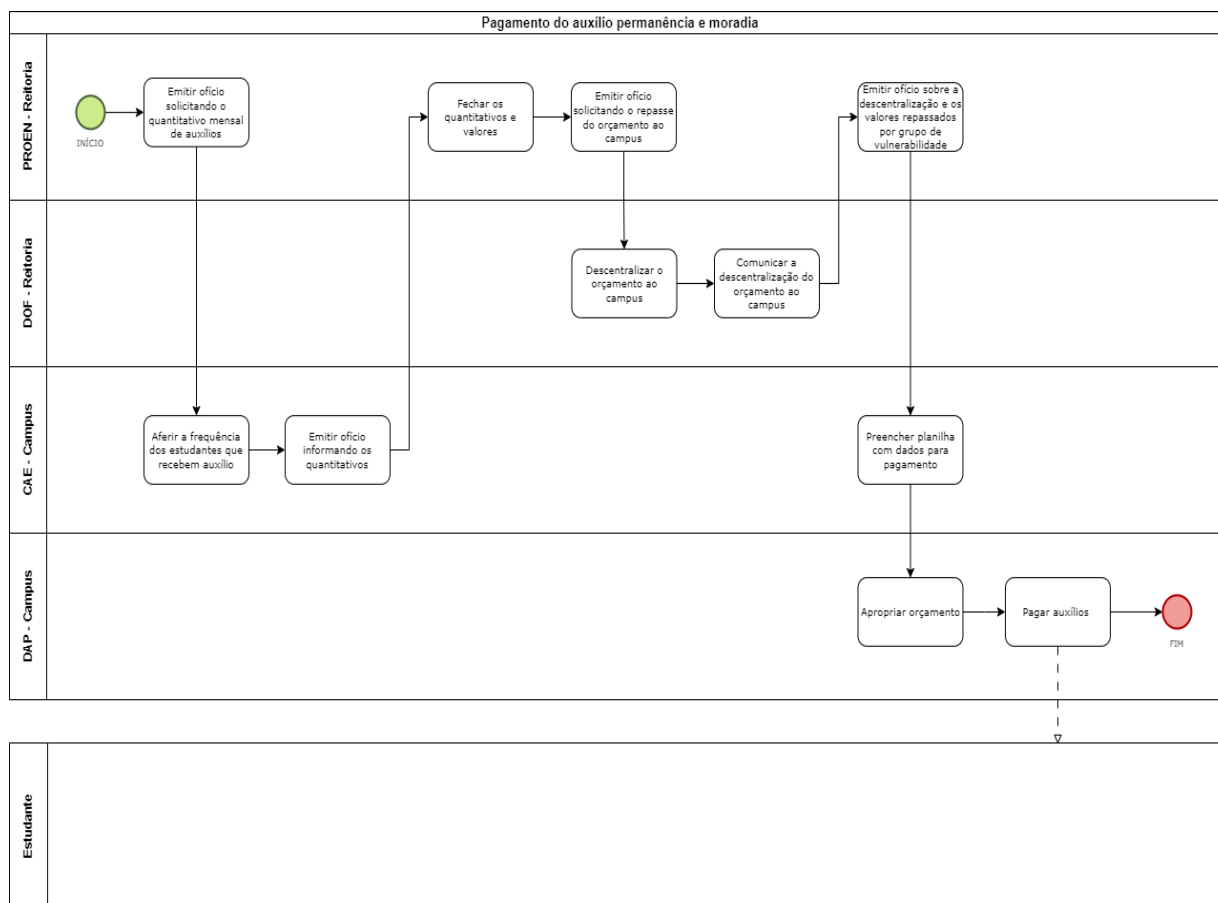 Pagamento do auxílio permanência e moradia
PROEN - Reitoria
INÍCIO
Emitir ofício
solicitando o
quantitativo mensal
de auxílios
Fechar os
quantitativos e
valores
Emitir ofício
solicitando o repasse
do orçamento ao
campus
Emitir ofício sobre a
descentralização e os
valores repassados
por grupo de
vulnerabilidade
DOF - Reitoria
Descentralizar o
orçamento ao
campus
Comunicar a
descentralização do
orçamento ao
campus
CAE - Campus
Aferir a frequência
dos estudantes que
recebem auxílio
Emitir ofício
informando os
quantitativos
Preencher planilha
com dados para
pagamento
DAP - Campus
Apropriar orçamento
Pagar auxílios
FIM
Estudante